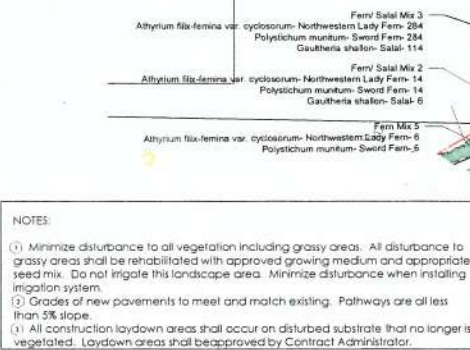 Fern/ Salal Mix 3
Athyrium filix-femina var. cyclosorum- Northwestern Lady Fern- 284
Polystichum munitum- Sword Fern- 284
Gaultheria shallon- Salal- 114
Fern/ Salal Mix 2
Athyrium filix-femina var. cyclosorum- Northwestern Lady Fern- 14
Polystichum munitum- Sword Fern- 14
Gaultheria shallon- Salal- 6
Fern Mix 5
Athyrium filix-femina var. cyclosorum- Northwestern Lady Fern- 6
Polystichum munitum- Sword Fern- 6
NOTES:
① Minimize disturbance to all vegetation including grassy areas. All disturbance to
grassy areas shall be rehabilitated with approved growing medium and appropriate
seed mix. Do not irrigate this landscape area. Minimize disturbance when installing
irrigation system.
② Grades of new pavements to meet and match existing. Pathways are all less
than 5% slope.
③ All construction laydown areas shall occur on disturbed substrate that no longer is
vegetated. Laydown areas shall beapproved by Contract Administrator.